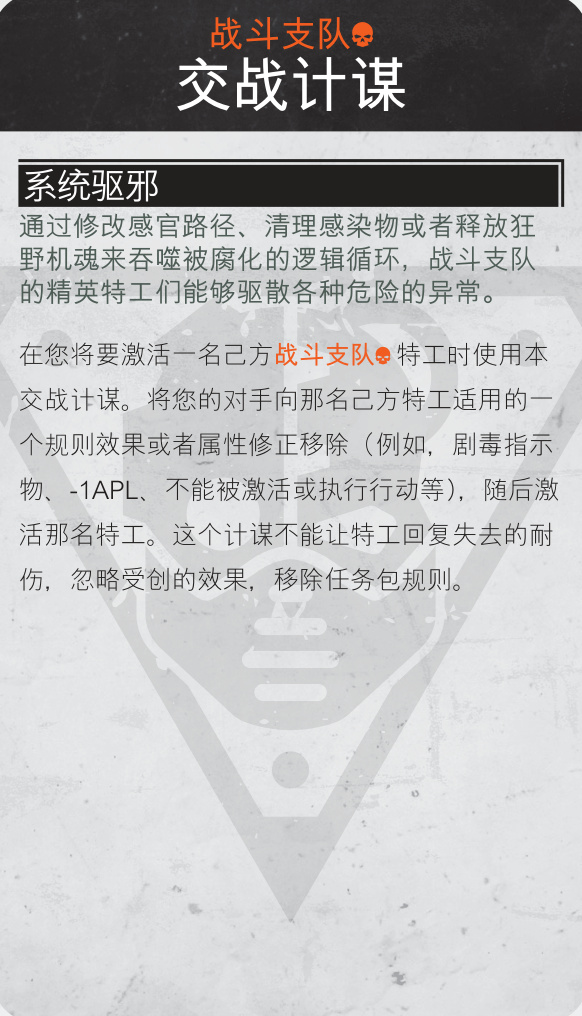 战斗支队
交战计谋
系统驱邪
通过修改感官路径、清理感染物或者释放狂
野机魂来吞噬被腐化的逻辑循环，战斗支队
的精英特工们能够驱散各种危险的异常。
在您将要激活一名己方战斗支队特工时使用本
交战计谋。将您的对手向那名己方特工适用的一
个规则效果或者属性修正移除（例如，剧毒指示
物、-1APL、不能被激活或执行行动等），随后激
活那名特工。这个计谋不能让特工回复失去的耐
伤，忽略受创的效果，移除任务包规则。